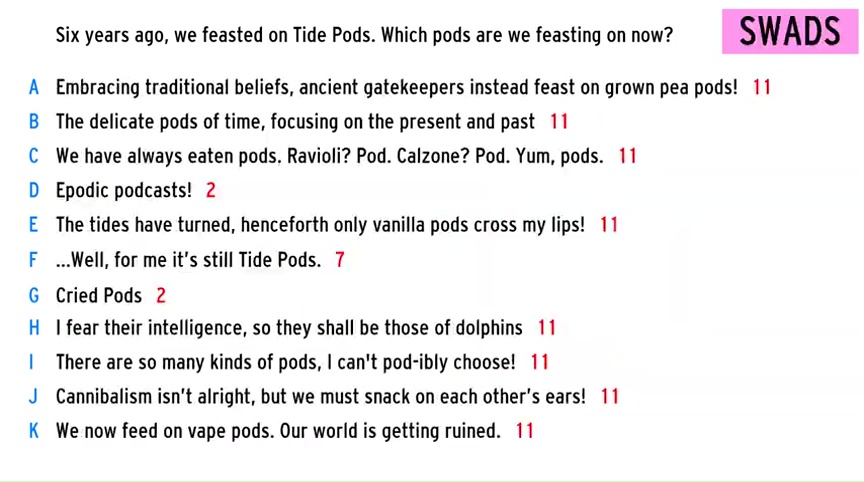 Six years ago, we feasted on Tide Pods. Which pods are we feasting on now?
SWADS
A Embracing traditional beliefs, ancient gatekeepers instead feast on grown pea pods! 11
B The delicate pods of time, focusing on the present and past 11
C We have always eaten pods. Ravioli? Pod. Calzone? Pod. Yum, pods. 11
D Epodic podcasts! 2
E The tides have turned, henceforth only vanilla pods cross my lips! 11
F ...Well, for me it's still Tide Pods. 7
G Cried Pods 2
H I fear their intelligence, so they shall be those of dolphins 11
I There are so many kinds of pods, I can't pod-ibly choose! 11
J Cannibalism isn't alright, but we must snack on each other's ears! 11
K We now feed on vape pods. Our world is getting ruined. 11